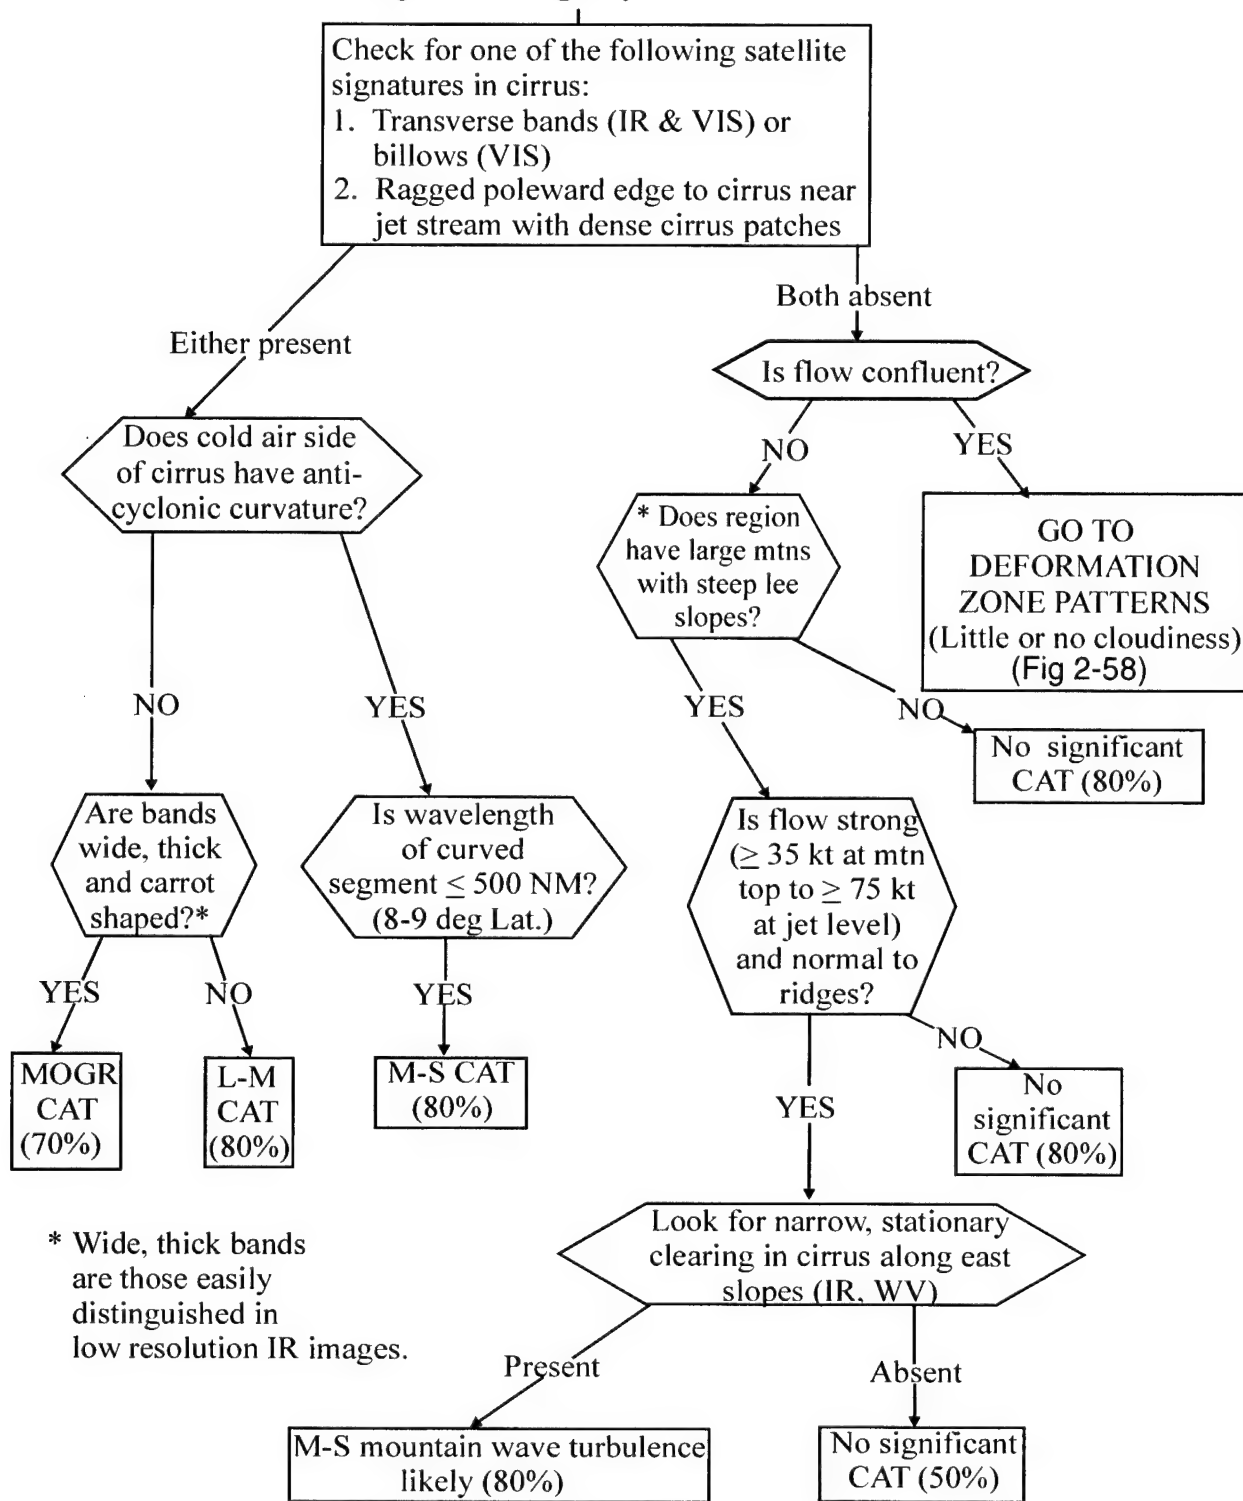 Check for one of the following satellite
signatures in cirrus:
1. Transverse bands (IR & VIS) or
billows (VIS)
2. Ragged poleward edge to cirrus near
jet stream with dense cirrus patches
Either present
Both absent
Is flow confluent?
NO
YES
Does cold air side
of cirrus have anti-
cyclonic curvature?
* Does region
have large mtns
with steep lee
slopes?
GO TO
DEFORMATION
ZONE PATTERNS
(Little or no cloudiness)
(Fig 2-58)
NO
YES
YES
NO
No significant
CAT (80%)
Are bands
wide, thick
and carrot
shaped?*
Is wavelength
of curved
segment ≤ 500 NM?
(8-9 deg Lat.)
Is flow strong
(≥ 35 kt at mtn
top to ≥ 75 kt
at jet level)
and normal to
ridges?
YES
NO
YES
MOGR
CAT
(70%)
L-M
CAT
(80%)
M-S CAT
(80%)
YES
NO
No
significant
CAT (80%)
* Wide, thick bands
are those easily
distinguished in
low resolution IR images.
Look for narrow, stationary
clearing in cirrus along east
slopes (IR, WV)
Present
Absent
M-S mountain wave turbulence
likely (80%)
No significant
CAT (50%)